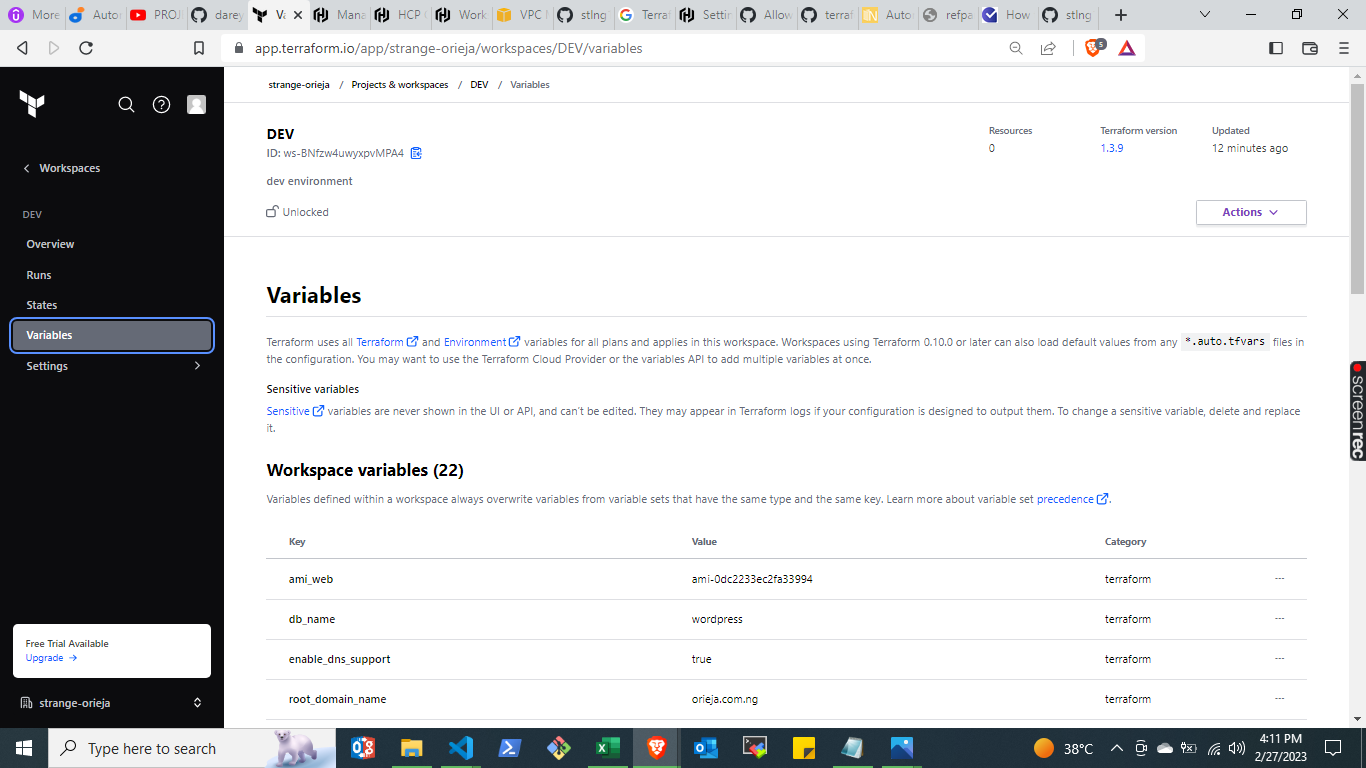 More
Autor
PROJ
darey
Va
Mana
HCP
Work
VPC
stlng
Terraf
Settin
Allow
terraf
Autor
refpa
How
stlng
app.terraform.io/app/strange-orieja/workspaces/DEV/variables
5
strange-orieja / Projects & workspaces / DEV / Variables
DEV
ID: ws-BNfzw4uwyxpvMPA4
dev environment
Unlocked
Resources
0
Terraform version
1.3.9
Updated
12 minutes ago
Actions
Workspaces
DEV
Overview
Runs
States
Variables
Settings
Free Trial Available
Upgrade →
strange-orieja
Variables
Terraform uses all Terraform and Environment variables for all plans and applies in this workspace. Workspaces using Terraform 0.10.0 or later can also load default values from any *.auto.tfvars files in
the configuration. You may want to use the Terraform Cloud Provider or the variables API to add multiple variables at once.
Sensitive variables
Sensitive variables are never shown in the UI or API, and can't be edited. They may appear in Terraform logs if your configuration is designed to output them. To change a sensitive variable, delete and replace
it.
Workspace variables (22)
Variables defined within a workspace always overwrite variables from variable sets that have the same type and the same key. Learn more about variable set precedence.
Key Value Category
ami_web ami-0dc2233ec2fa33994 terraform
db_name wordpress terraform
enable_dns_support true terraform
root_domain_name orieja.com.ng terraform
screenrec
Type here to search
38°C
4:11 PM
2/27/2023